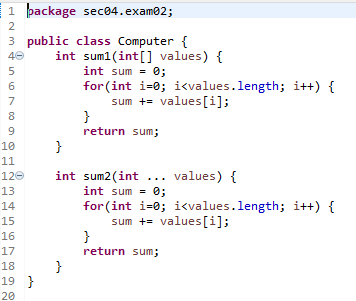 1 package sec04.exam02;
2
3 public class Computer {
4     int sum1(int[] values) {
5         int sum = 0;
6         for(int i=0; i<values.length; i++) {
7             sum += values[i];
8         }
9         return sum;
10     }
11
12     int sum2(int ... values) {
13         int sum = 0;
14         for(int i=0; i<values.length; i++) {
15             sum += values[i];
16         }
17         return sum;
18     }
19 }
20